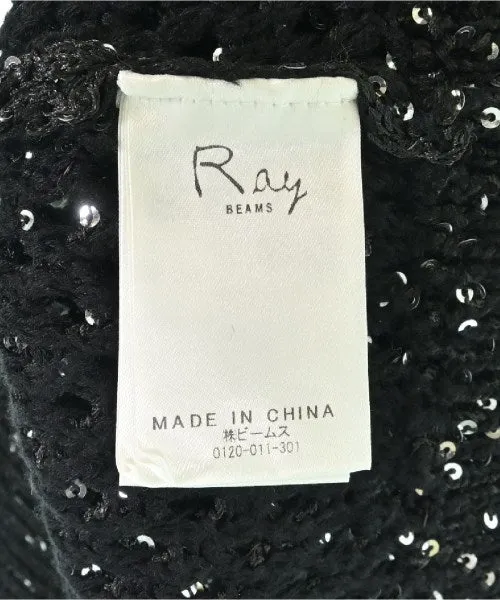 Ray
BEAMS
MADE IN CHINA
㈱ビームス
0120-011-301